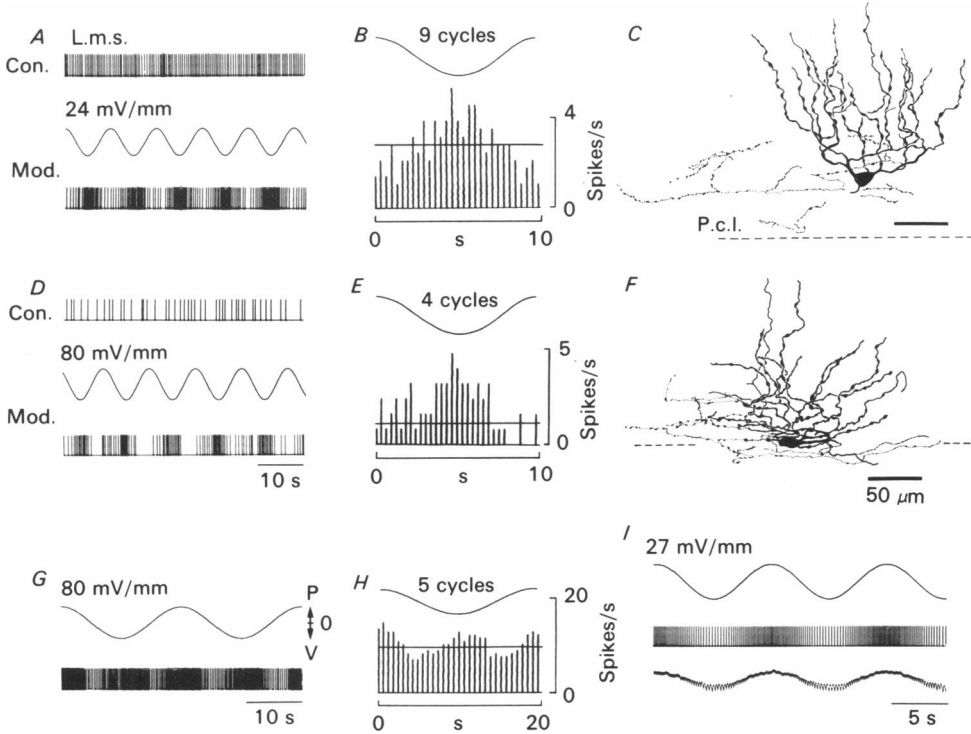 A
L.m.s.
Con.
24 mV/mm
Mod.
B
9 cycles
4
0
Spikes/s
0 s 10
C
P.c.l.
D
Con.
80 mV/mm
Mod.
10 s
E
4 cycles
5
0
Spikes/s
0 s 10
F
50 μm
G
80 mV/mm
P
0
V
10 s
H
5 cycles
20
0
Spikes/s
0 s 20
I
27 mV/mm
5 s